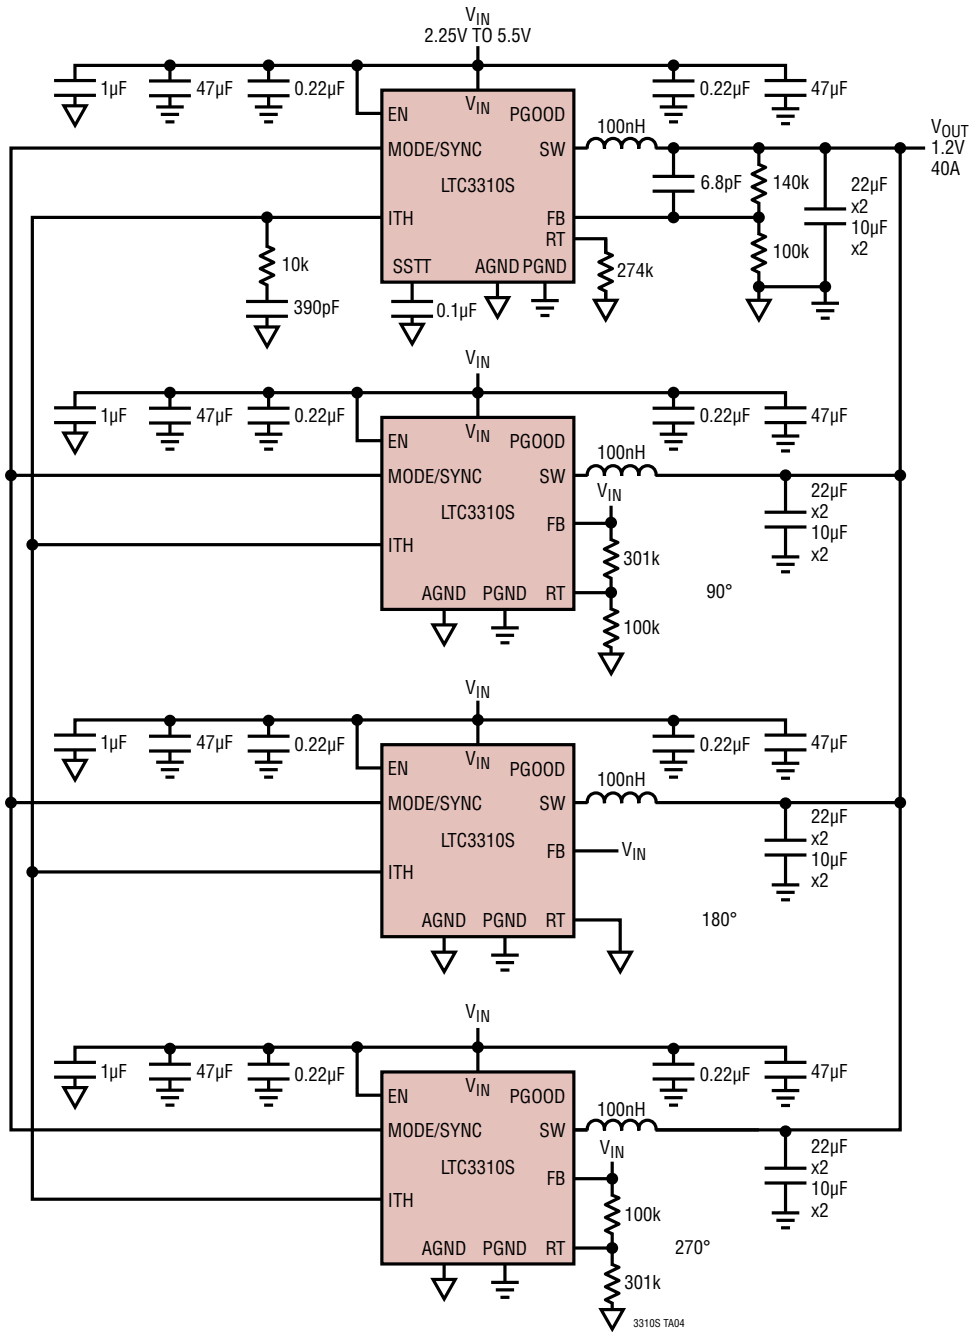 VIN
2.25V TO 5.5V
1µF
47µF
0.22µF
0.22µF
47µF
VIN
EN
PGOOD
100nH
VOUT
1.2V
40A
MODE/SYNC
SW
LTC3310S
6.8pF
140k
22µF
x2
10µF
x2
ITH
FB
RT
10k
274k
100k
SSTT
AGND
PGND
390pF
0.1µF
VIN
1µF
47µF
0.22µF
0.22µF
47µF
VIN
EN
PGOOD
100nH
MODE/SYNC
SW
VIN
22µF
x2
10µF
x2
LTC3310S
FB
ITH
301k
AGND
PGND
RT
90°
100k
VIN
1µF
47µF
0.22µF
0.22µF
47µF
VIN
EN
PGOOD
100nH
MODE/SYNC
SW
22µF
x2
10µF
x2
LTC3310S
FB
VIN
ITH
AGND
PGND
RT
180°
VIN
1µF
47µF
0.22µF
0.22µF
47µF
VIN
EN
PGOOD
100nH
MODE/SYNC
SW
VIN
22µF
x2
10µF
x2
LTC3310S
FB
ITH
100k
AGND
PGND
RT
270°
301k
3310S TA04